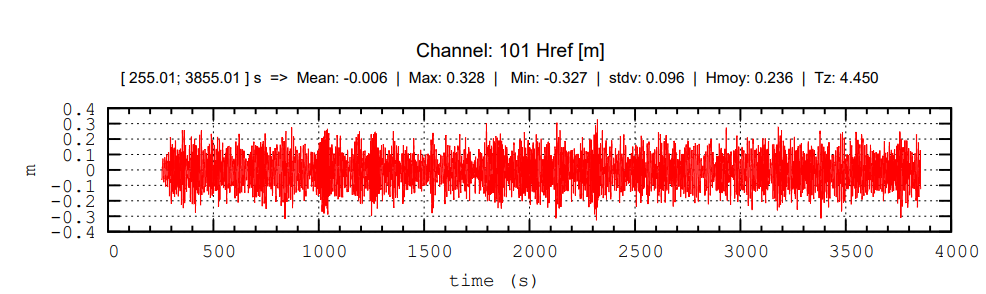 Channel: 101 Href [m]
[ 255.01; 3855.01 ] s => Mean: -0.006 | Max: 0.328 | Min: -0.327 | stdv: 0.096 | Hmoy: 0.236 | Tz: 4.450
0.4
0.3
0.2
0.1
0
-0.1
-0.2
-0.3
-0.4
m
0 500 1000 1500 2000 2500 3000 3500 4000
time (s)